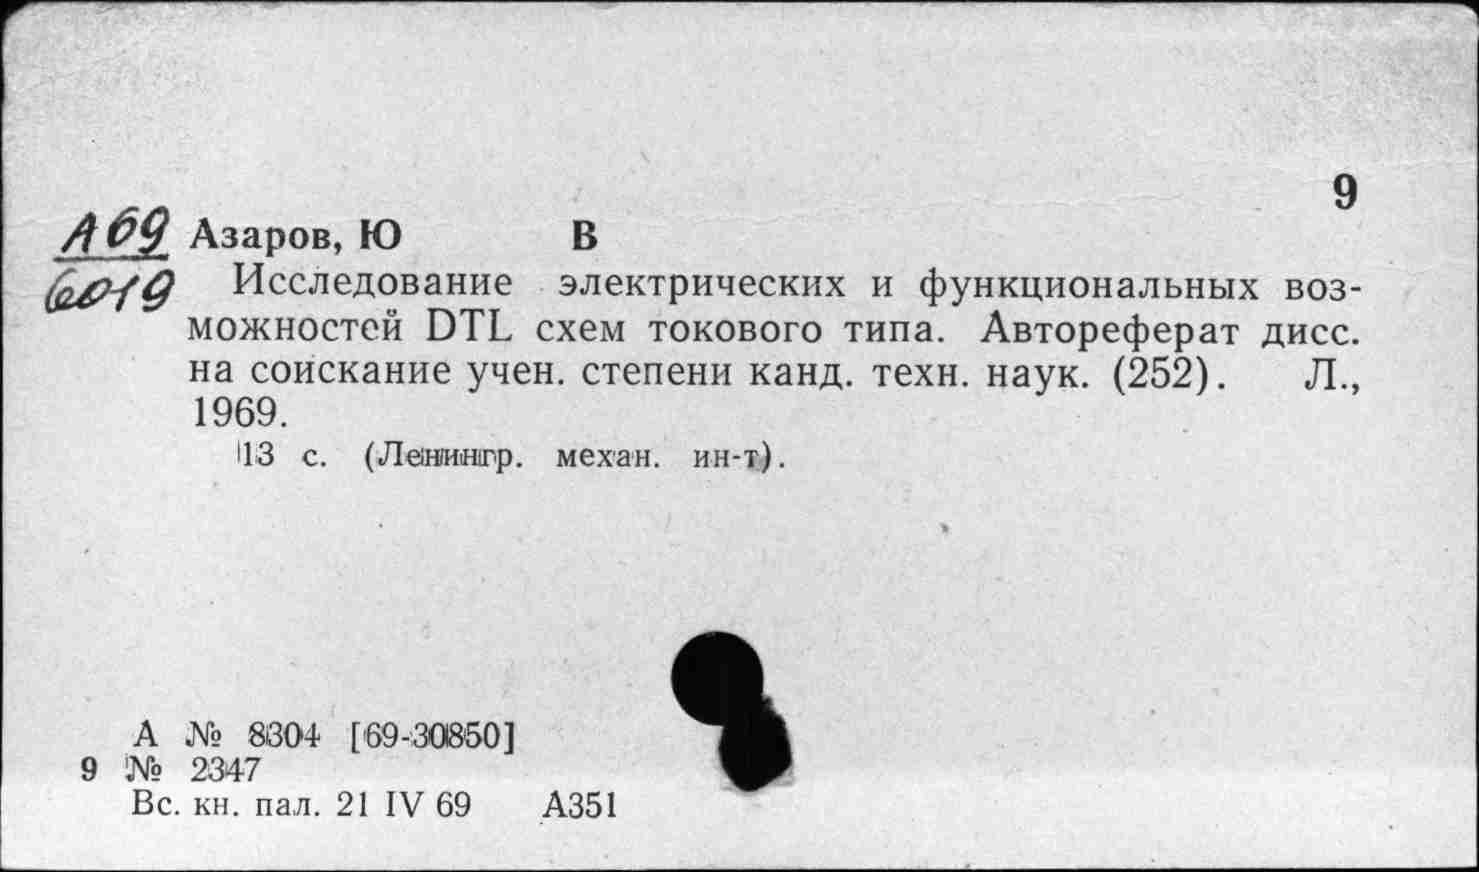 9
А69 Азаров, Ю В
6019 Исследование электрических и функциональных воз-
можностей DTL схем токового типа. Автореферат дисс.
на соискание учен. степени канд. техн. наук. (252). Л.,
1969.
13 с. (Ленингр. механ. ин-т).
А № 8304 [69-30850]
9 № 2347
Вс. кн. пал. 21 IV 69 А351